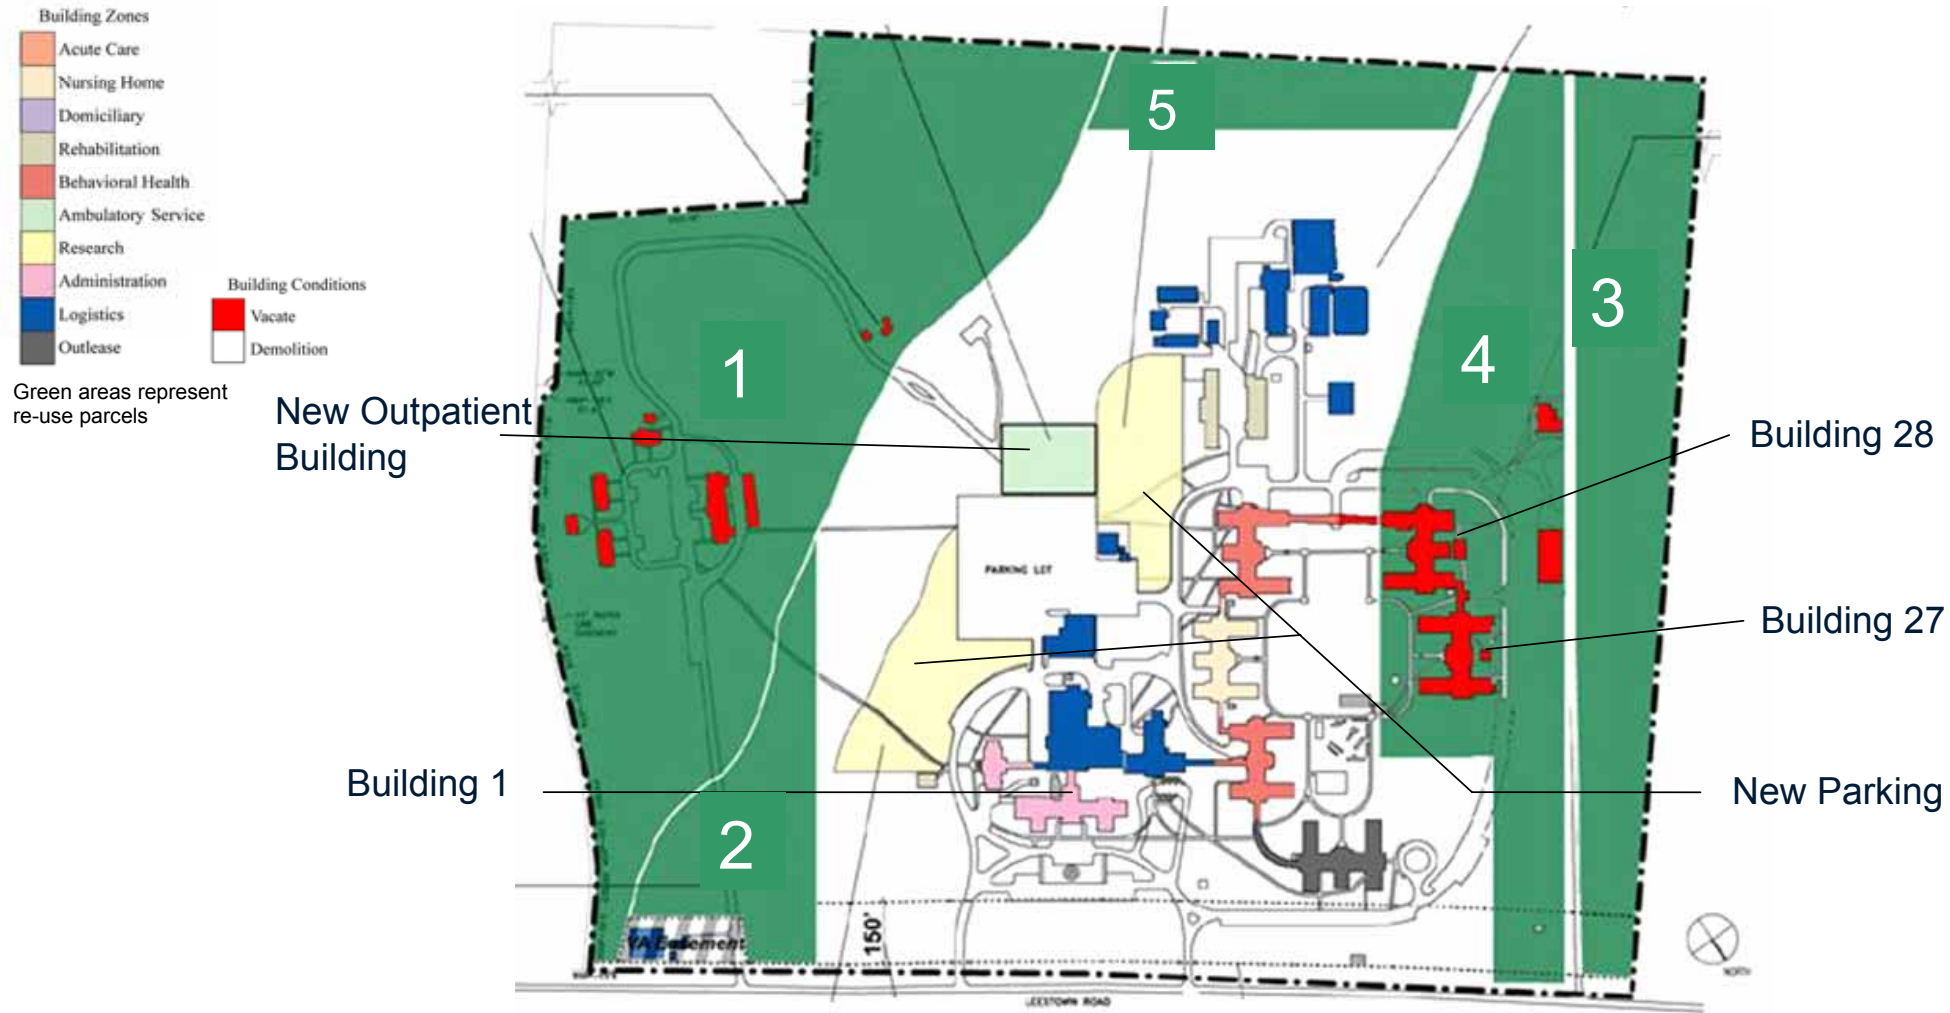 Building Zones
Acute Care
Nursing Home
Domiciliary
Rehabilitation
Behavioral Health
Ambulatory Service
Research
Administration
Logistics
Outlease
Building Conditions
Vacate
Demolition
Green areas represent
re-use parcels
5
3
1
4
New Outpatient
Building
Building 28
PARKING LOT
Building 27
Building 1
New Parking
2
150'
VA Easement
NORTH
LEESTOWN ROAD